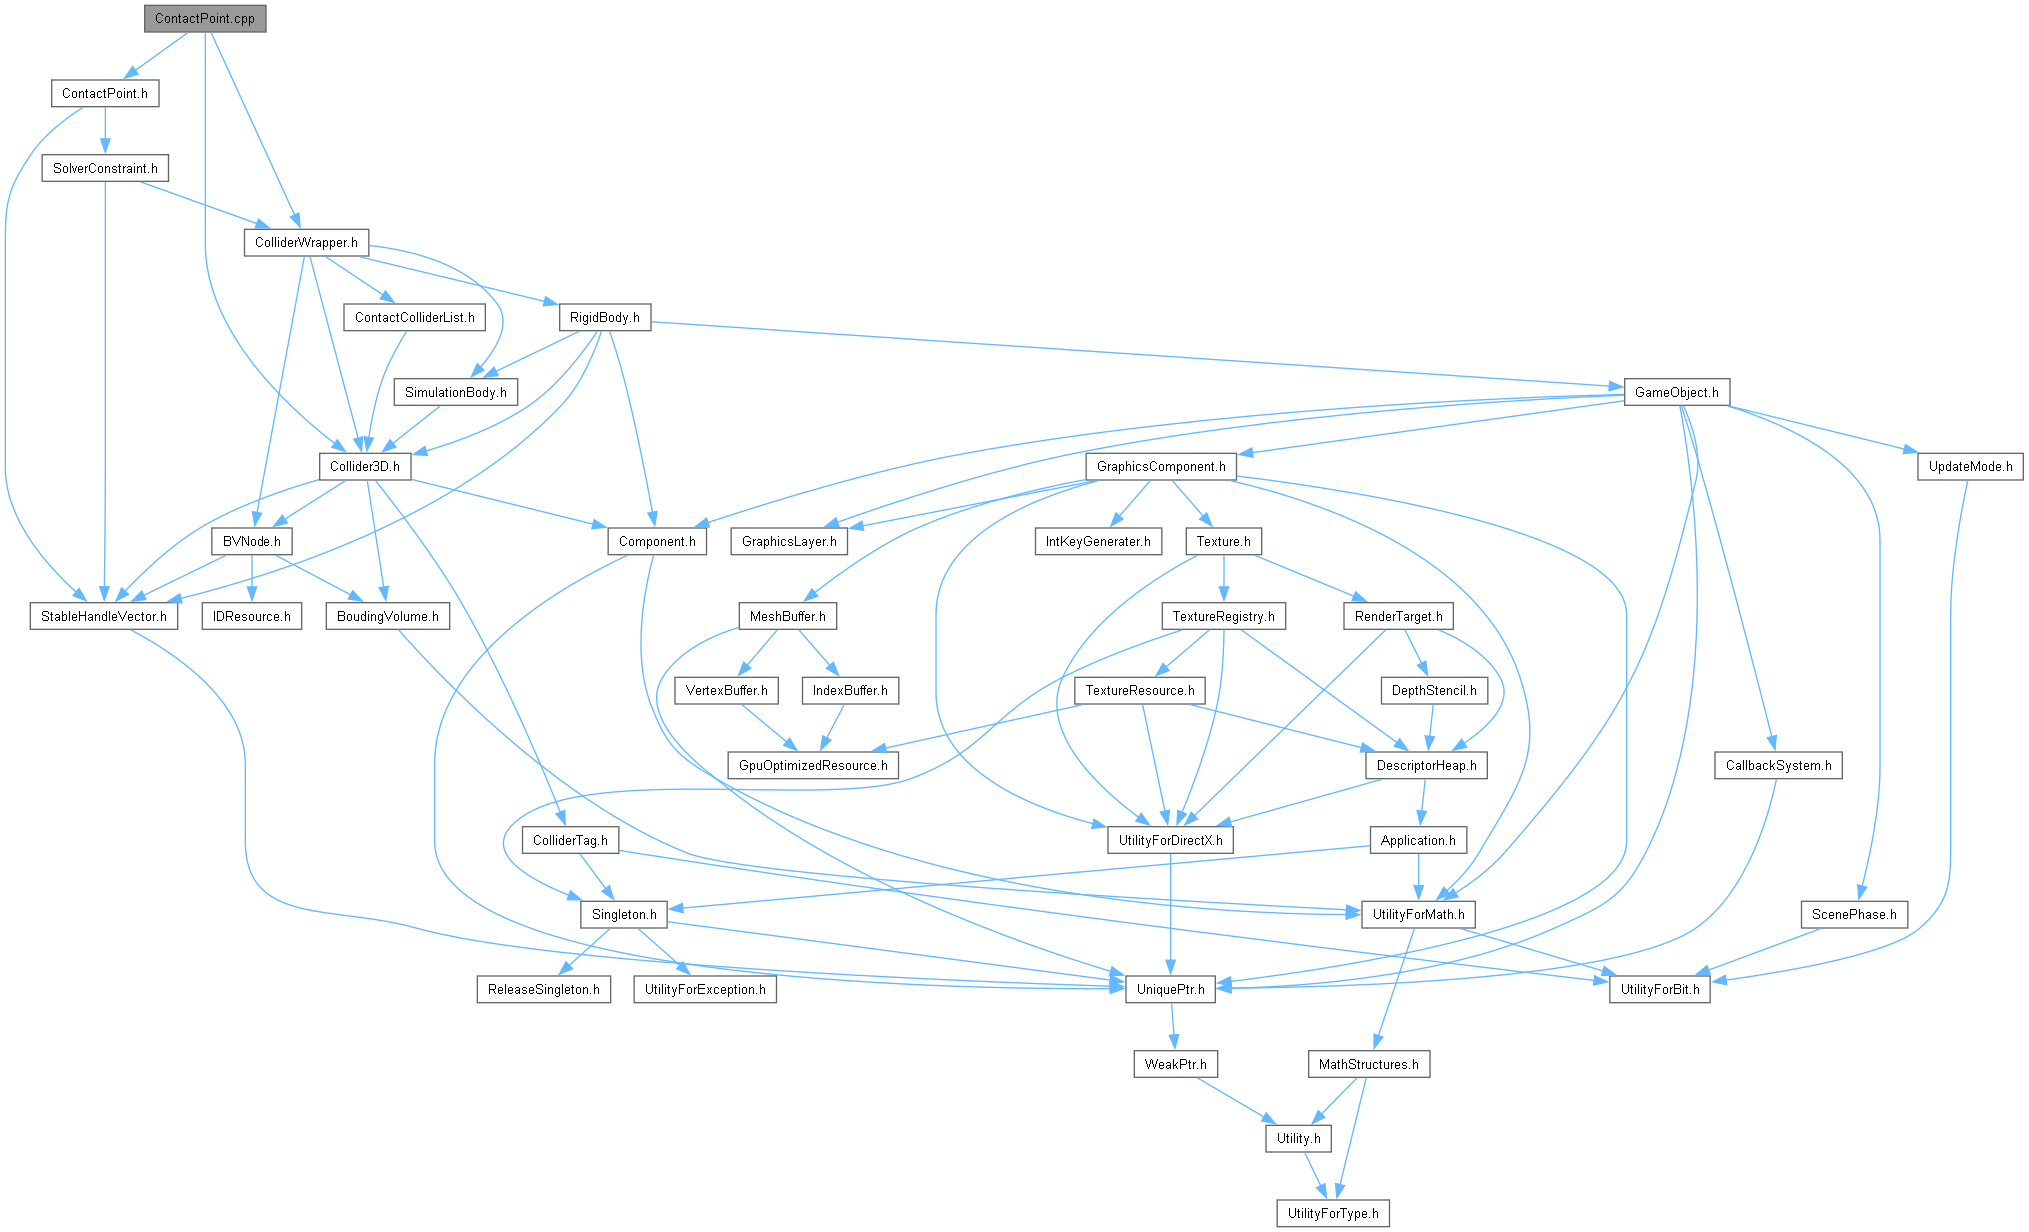 ContactPoint.cpp
ContactPoint.h
SolverConstraint.h
ColliderWrapper.h
ContactColliderList.h
RigidBody.h
SimulationBody.h
GameObject.h
Collider3D.h
GraphicsComponent.h
UpdateMode.h
BVNode.h
Component.h
GraphicsLayer.h
IntKeyGenerater.h
Texture.h
StableHandleVector.h
IDResource.h
BoudingVolume.h
MeshBuffer.h
TextureRegistry.h
RenderTarget.h
VertexBuffer.h
IndexBuffer.h
TextureResource.h
DepthStencil.h
GpuOptimizedResource.h
DescriptorHeap.h
CallbackSystem.h
ColliderTag.h
UtilityForDirectX.h
Application.h
Singleton.h
UtilityForMath.h
ScenePhase.h
ReleaseSingleton.h
UtilityForException.h
UniquePtr.h
UtilityForBit.h
WeakPtr.h
MathStructures.h
Utility.h
UtilityForType.h